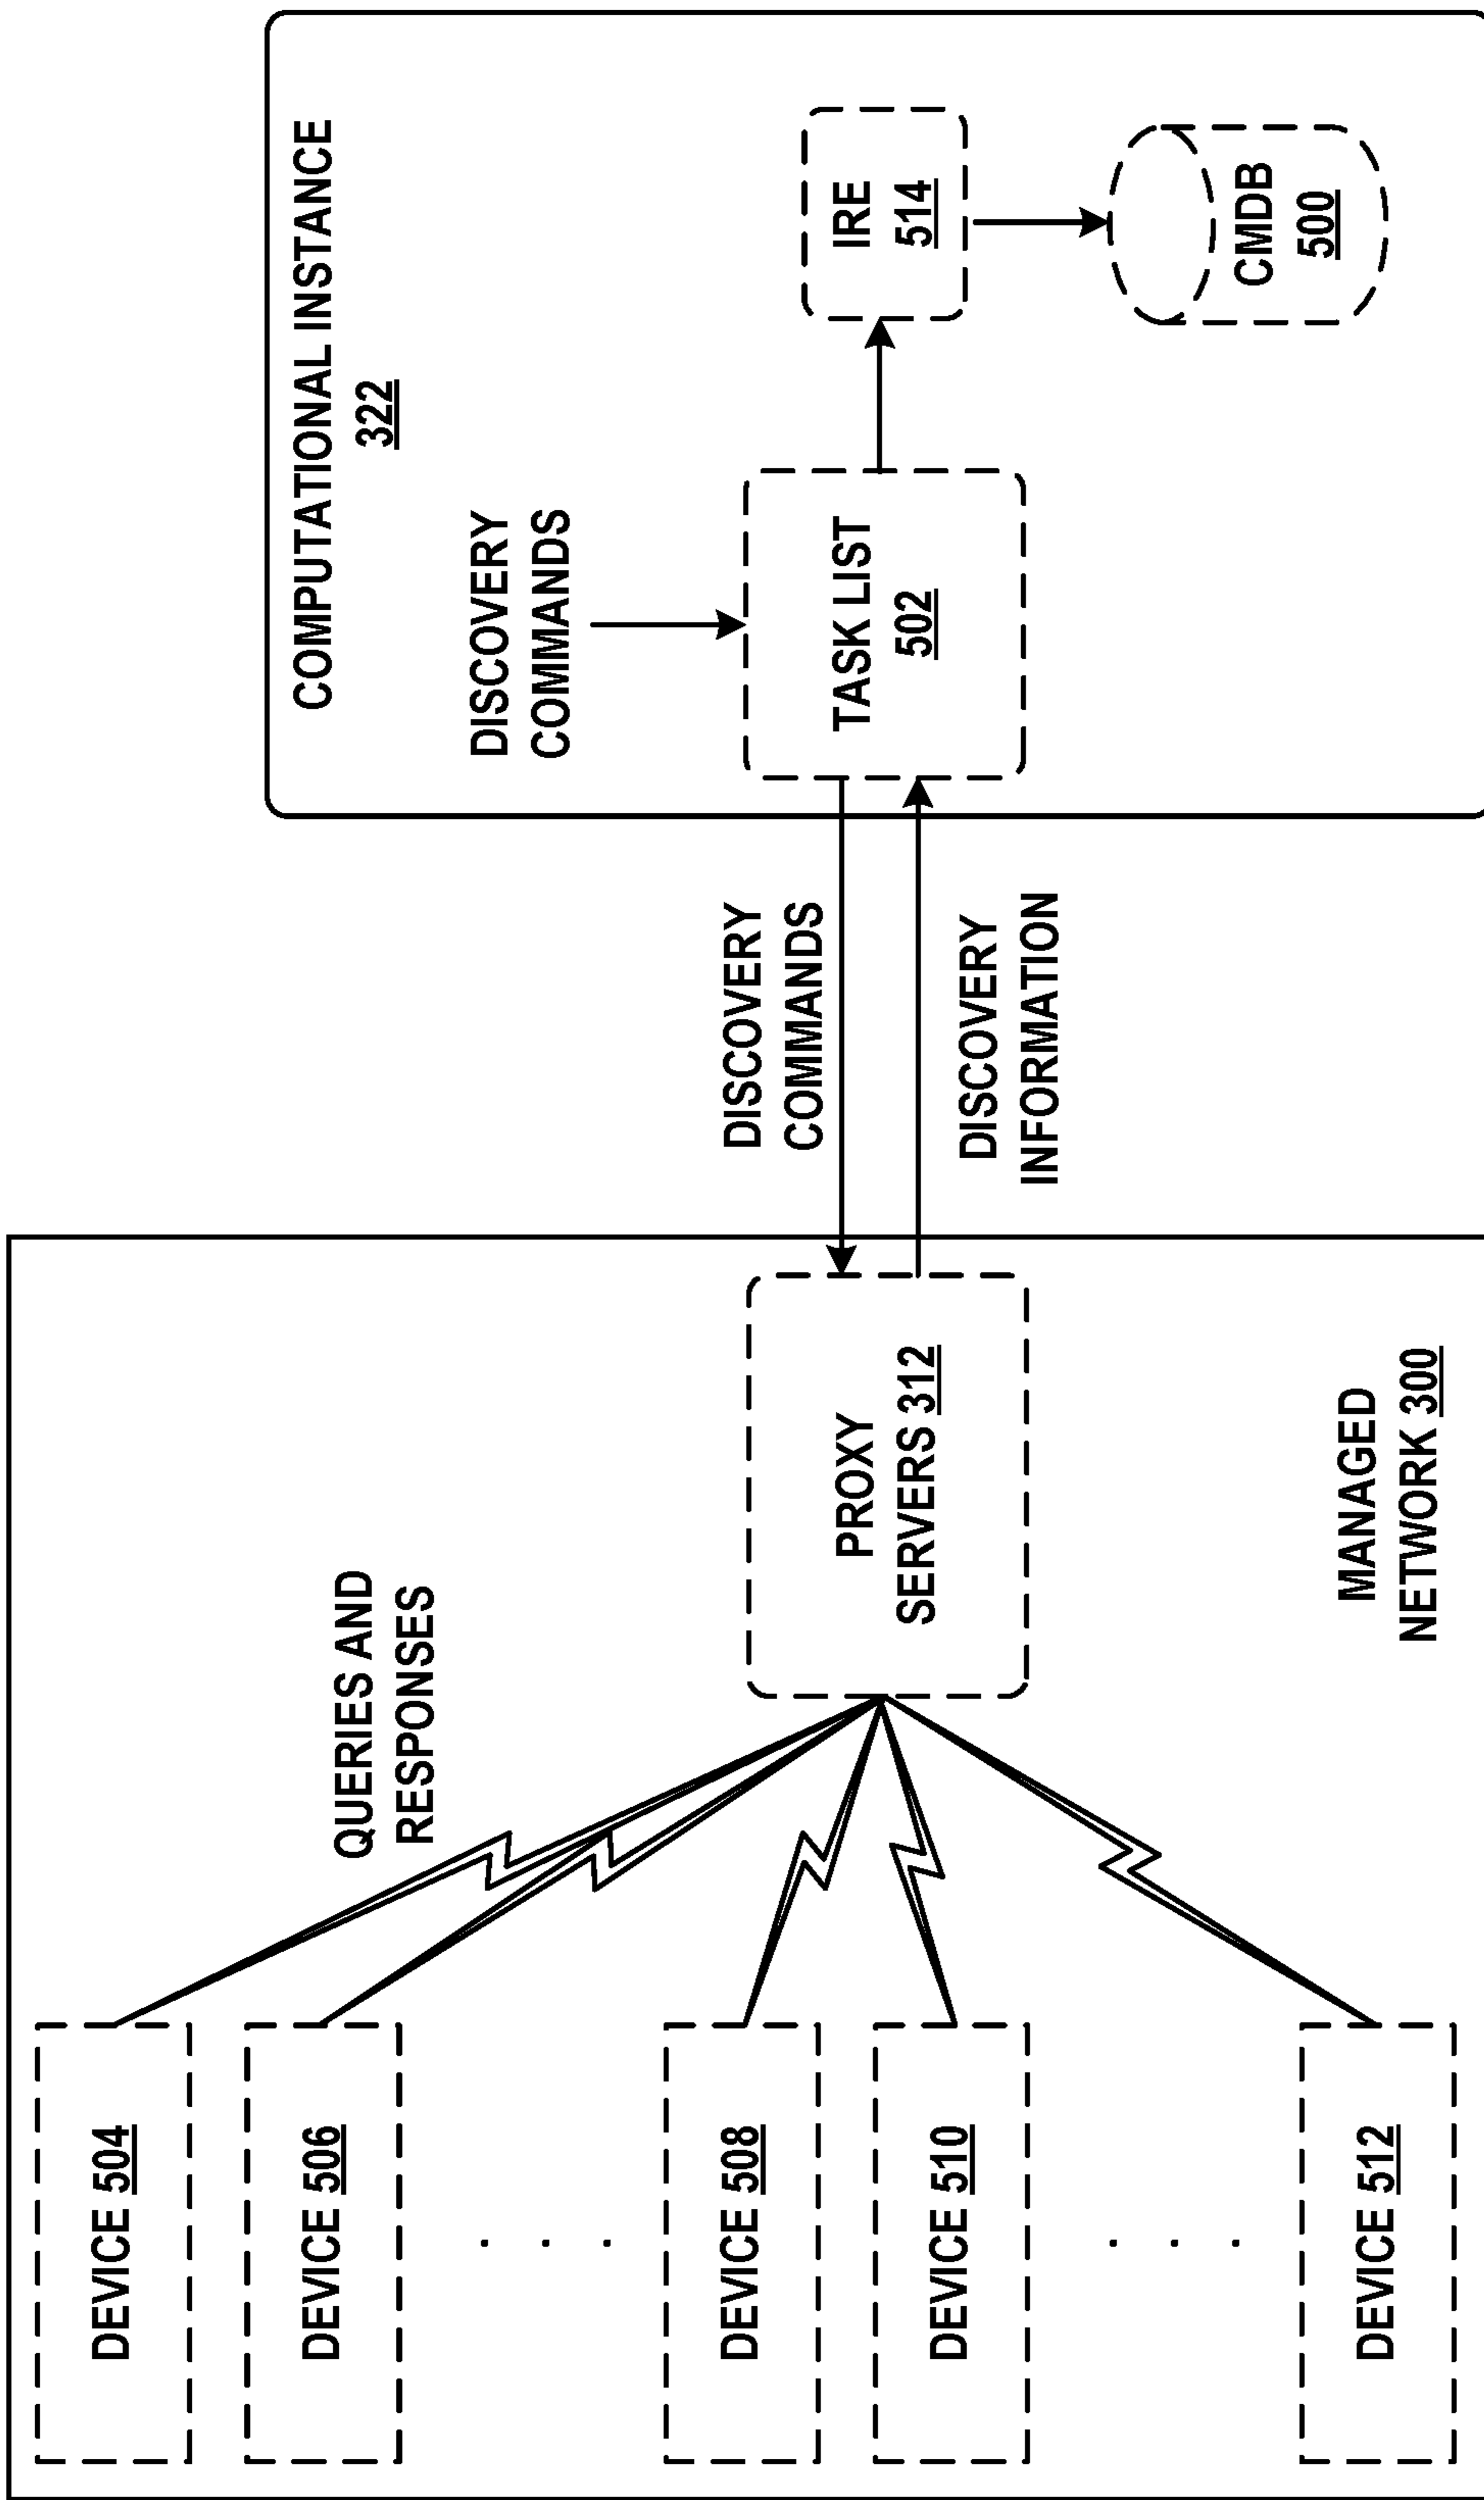 COMPUTATIONAL INSTANCE
322
DISCOVERY
COMMANDS
TASK LIST
502
IRE
514
CMDB
500
DISCOVERY
COMMANDS
DISCOVERY
INFORMATION
QUERIES AND
RESPONSES
PROXY
SERVERS 312
MANAGED
NETWORK 300
DEVICE 504
DEVICE 506
DEVICE 508
DEVICE 510
DEVICE 512